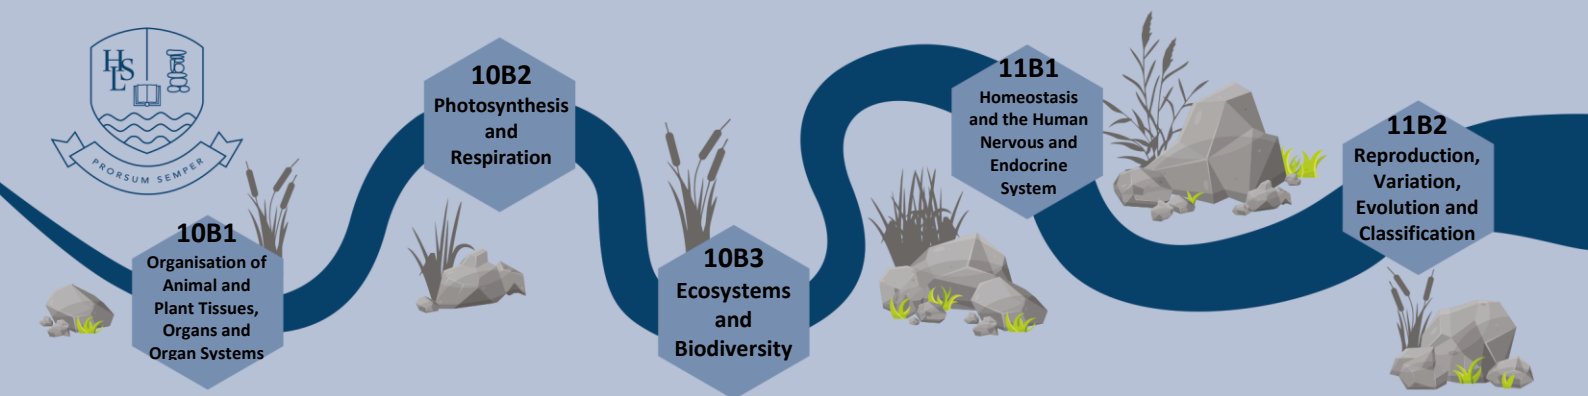 HLS
PRORSUM SEMPER
10B1
Organisation of
Animal and
Plant Tissues,
Organs and
Organ Systems
10B2
Photosynthesis
and
Respiration
10B3
Ecosystems
and
Biodiversity
11B1
Homeostasis
and the Human
Nervous and
Endocrine
System
11B2
Reproduction,
Variation,
Evolution and
Classification